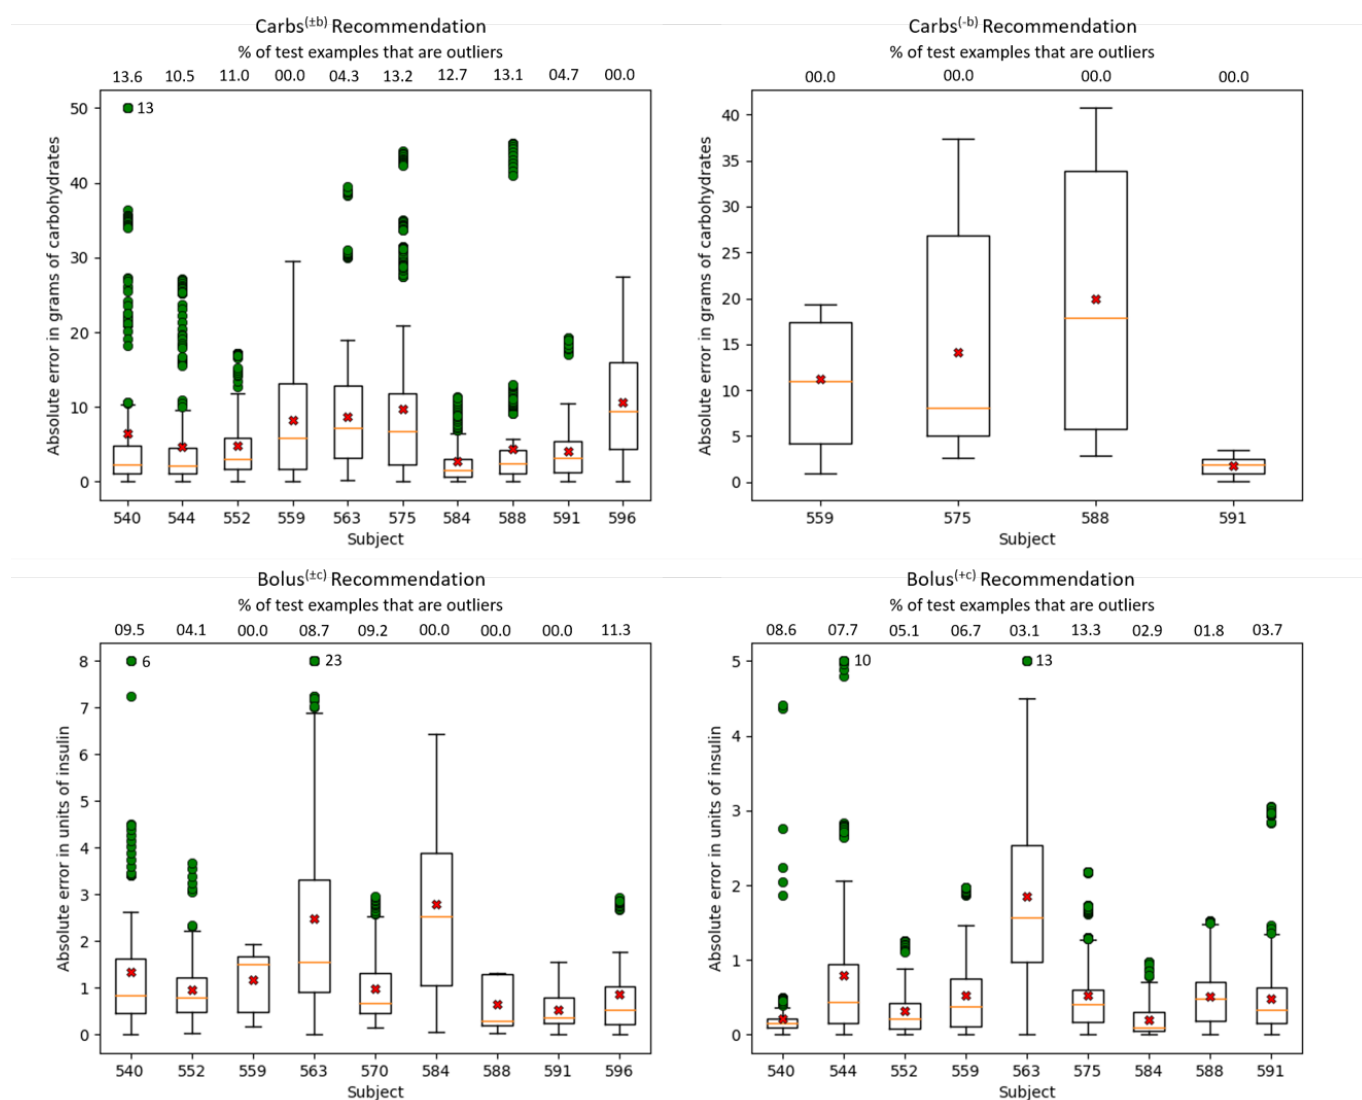 Carbs(±b) Recommendation
% of test examples that are outliers
13.6 10.5 11.0 00.0 04.3 13.2 12.7 13.1 04.7 00.0
Absolute error in grams of carbohydrates
50
40
30
20
10
0
13
540 544 552 559 563 575 584 588 591 596
Subject
Carbs(-b) Recommendation
% of test examples that are outliers
00.0 00.0 00.0 00.0
Absolute error in grams of carbohydrates
40
35
30
25
20
15
10
5
0
559 575 588 591
Subject
Bolus(±c) Recommendation
% of test examples that are outliers
09.5 04.1 00.0 08.7 09.2 00.0 00.0 00.0 11.3
Absolute error in units of insulin
8
7
6
5
4
3
2
1
0
6 23
540 552 559 563 570 584 588 591 596
Subject
Bolus(+c) Recommendation
% of test examples that are outliers
08.6 07.7 05.1 06.7 03.1 13.3 02.9 01.8 03.7
Absolute error in units of insulin
5
4
3
2
1
0
10 13
540 544 552 559 563 575 584 588 591
Subject